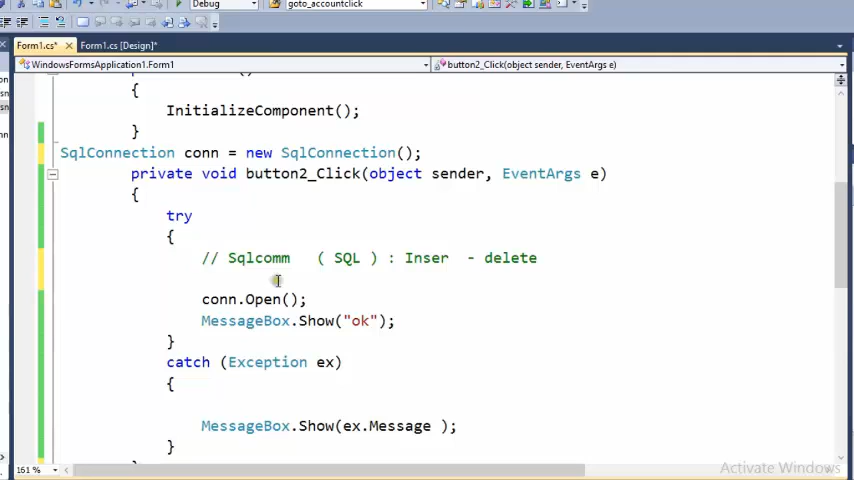 Debug goto_accountclick
Form1.cs × Form1.cs [Design]*
WindowsFormsApplication1.Form1 button2_Click(object sender, EventArgs e)
{
InitializeComponent();
}
SqlConnection conn = new SqlConnection();
private void button2_Click(object sender, EventArgs e)
{
try
{
// Sqlcomm ( SQL ) : Inser - delete
conn.Open();
MessageBox.Show("ok");
}
catch (Exception ex)
{
MessageBox.Show(ex.Message );
}
161 %
Activate Windows